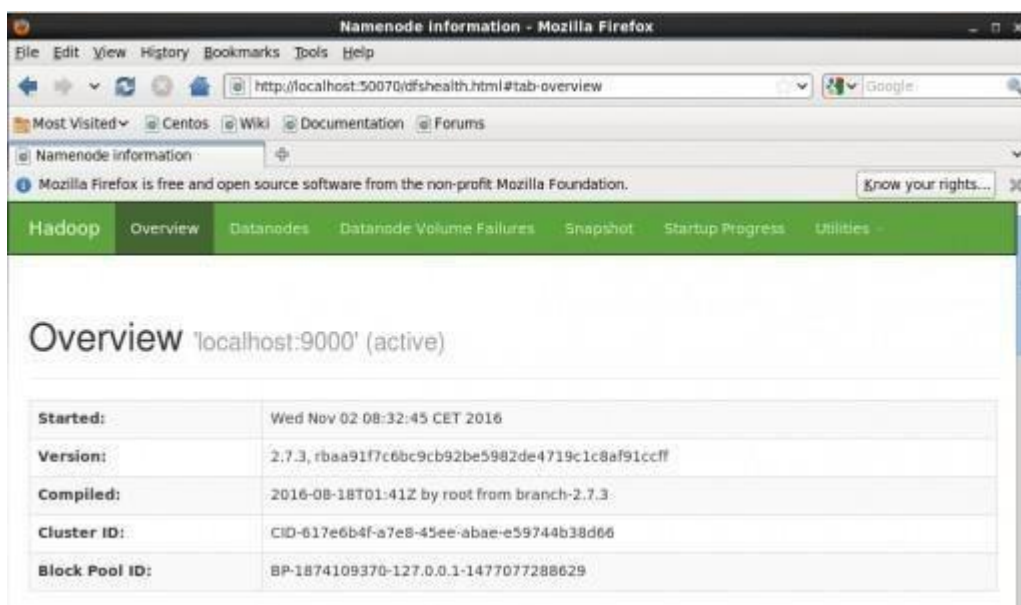 Namenode information - Mozilla Firefox
File Edit View History Bookmarks Tools Help
http://localhost:50070/dfshealth.html#tab-overview Google
Most Visited Centos Wiki Documentation Forums
Namenode information
Mozilla Firefox is free and open source software from the non-profit Mozilla Foundation. Know your rights...
Hadoop Overview Datanodes Datanode Volume Failures Snapshot Startup Progress Utilities
Overview 'localhost:9000' (active)
Started: Wed Nov 02 08:32:45 CET 2016
Version: 2.7.3, rbaa91f7c6bc9cb92be5982de4719c1c8af91ccff
Compiled: 2016-08-18T01:41Z by root from branch-2.7.3
Cluster ID: CID-617e6b4f-a7e8-45ee-abae-e59744b38d66
Block Pool ID: BP-1874109370-127.0.0.1-1477077288629